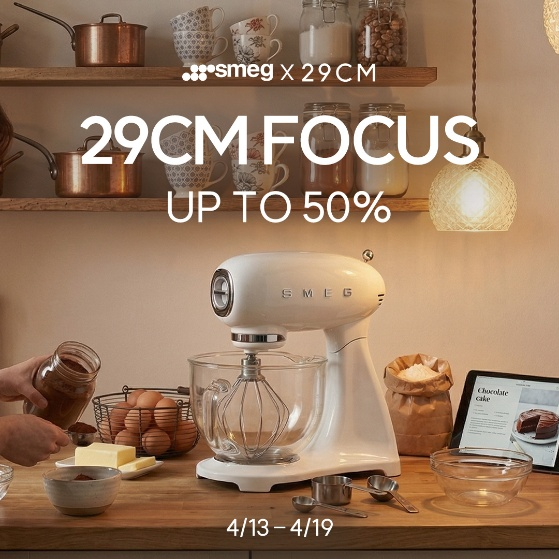 smeg X 29CM
29CM FOCUS
UP TO 50%
SMEG
Chocolate
cake
4/13 – 4/19